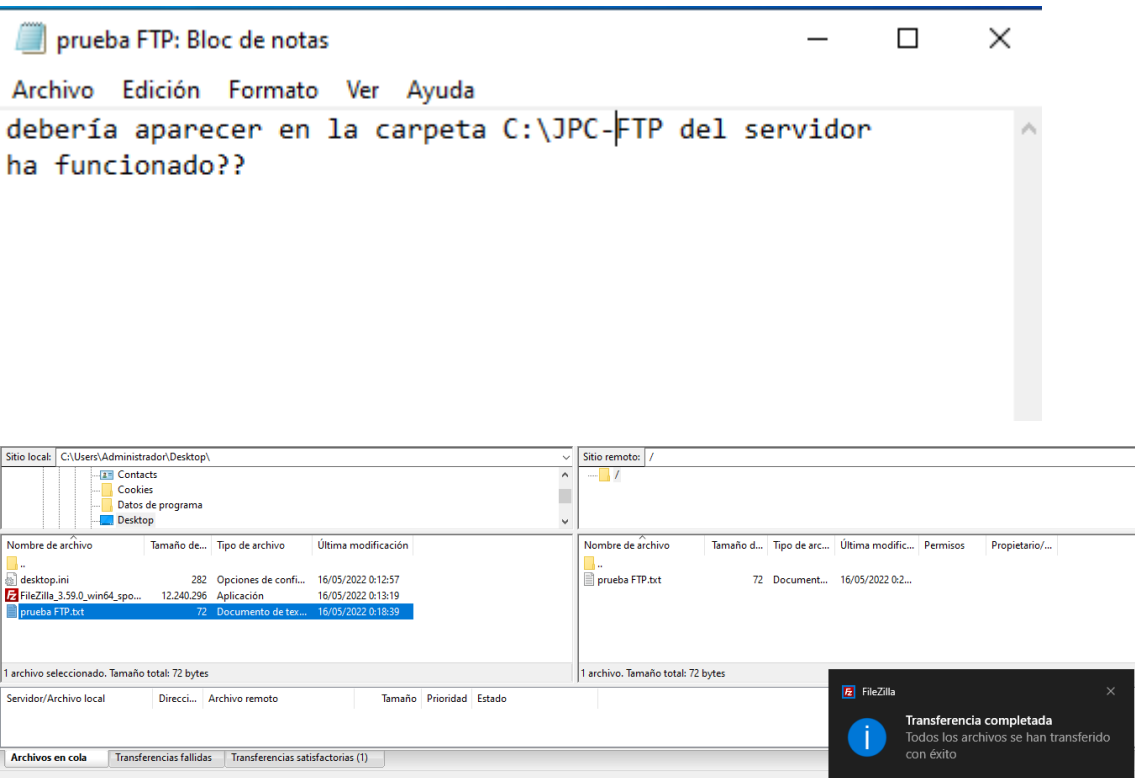 prueba FTP: Bloc de notas
Archivo Edición Formato Ver Ayuda
debería aparecer en la carpeta C:\JPC-FTP del servidor
ha funcionado??
Sitio local: C:\Users\Administrador\Desktop\
Contacts
Cookies
Datos de programa
Desktop
Nombre de archivo Tamaño de... Tipo de archivo Última modificación
..
desktop.ini 282 Opciones de confi... 16/05/2022 0:12:57
FileZilla_3.59.0_win64_spo... 12.240.296 Aplicación 16/05/2022 0:13:19
prueba FTP.txt 72 Documento de tex... 16/05/2022 0:18:39
1 archivo seleccionado. Tamaño total: 72 bytes
Sitio remoto: /
/
Nombre de archivo Tamaño d... Tipo de arc... Última modific... Permisos Propietario/...
..
prueba FTP.txt 72 Document... 16/05/2022 0:2...
1 archivo. Tamaño total: 72 bytes
Servidor/Archivo local Direcci... Archivo remoto Tamaño Prioridad Estado
Archivos en cola Transferencias fallidas Transferencias satisfactorias (1)
FileZilla
Transferencia completada
Todos los archivos se han transferido
con éxito